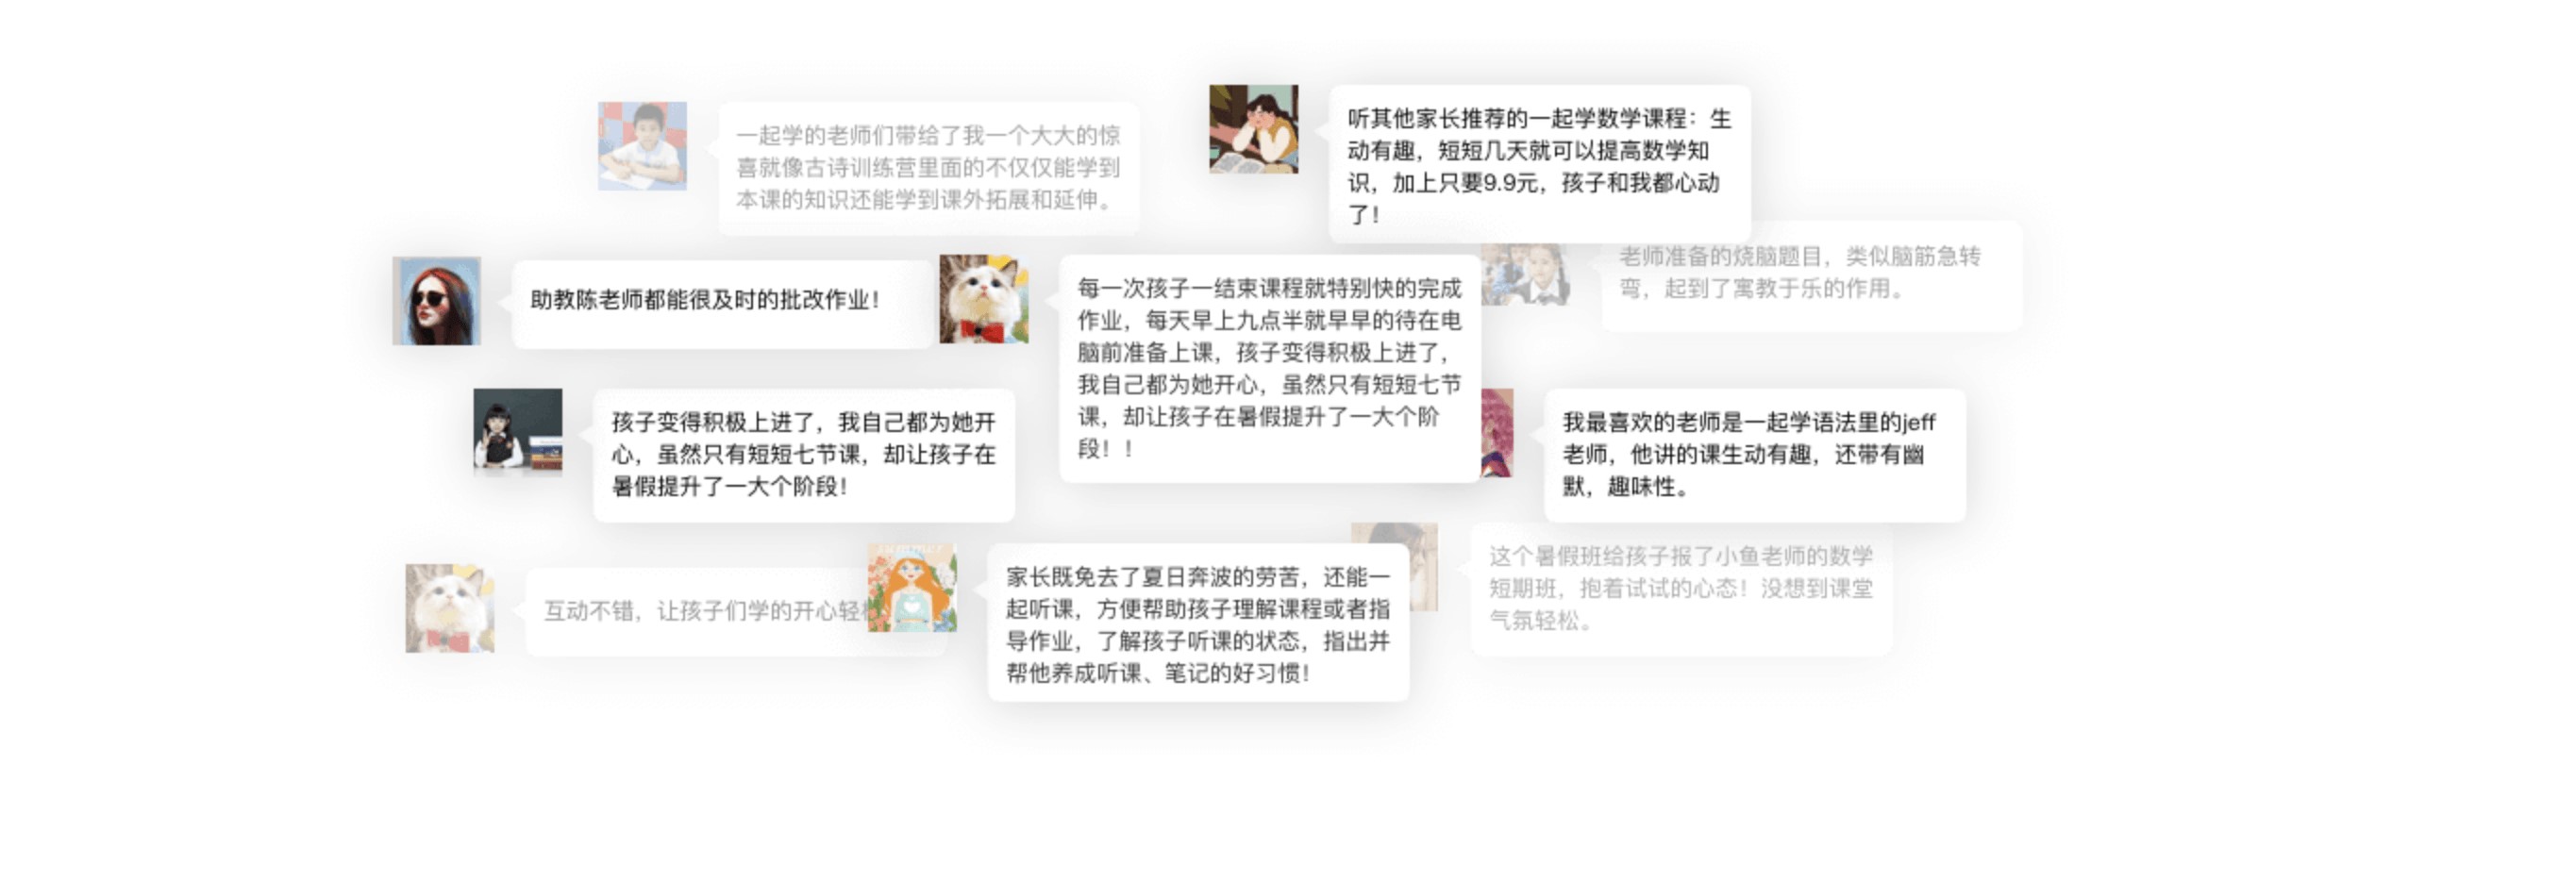 一起学的老师们带给了我一个大大的惊
喜就像古诗训练营里面的不仅仅能学到
本课的知识还能学到课外拓展和延伸。
听其他家长推荐的一起学数学课程：生
动有趣，短短几天就可以提高数学知
识，加上只要9.9元，孩子和我都心动
了！
助教陈老师都能很及时的批改作业！
每一次孩子一结束课程就特别快的完成
作业，每天早上九点半就早早的待在电
脑前准备上课，孩子变得积极上进了，
我自己都为她开心，虽然只有短短七节
课，却让孩子在暑假提升了一大个阶
段！！
老师准备的烧脑题目，类似脑筋急转
弯，起到了寓教于乐的作用。
孩子变得积极上进了，我自己都为她开
心，虽然只有短短七节课，却让孩子在
暑假提升了一大个阶段！
我最喜欢的老师是一起学语法里的jeff
老师，他讲的课生动有趣，还带有幽
默，趣味性。
互动不错，让孩子们学的开心轻
summer
家长既免去了夏日奔波的劳苦，还能一
起听课，方便帮助孩子理解课程或者指
导作业，了解孩子听课的状态，指出并
帮他养成听课、笔记的好习惯！
这个暑假班给孩子报了小鱼老师的数学
短期班，抱着试试的心态！没想到课堂
气氛轻松。